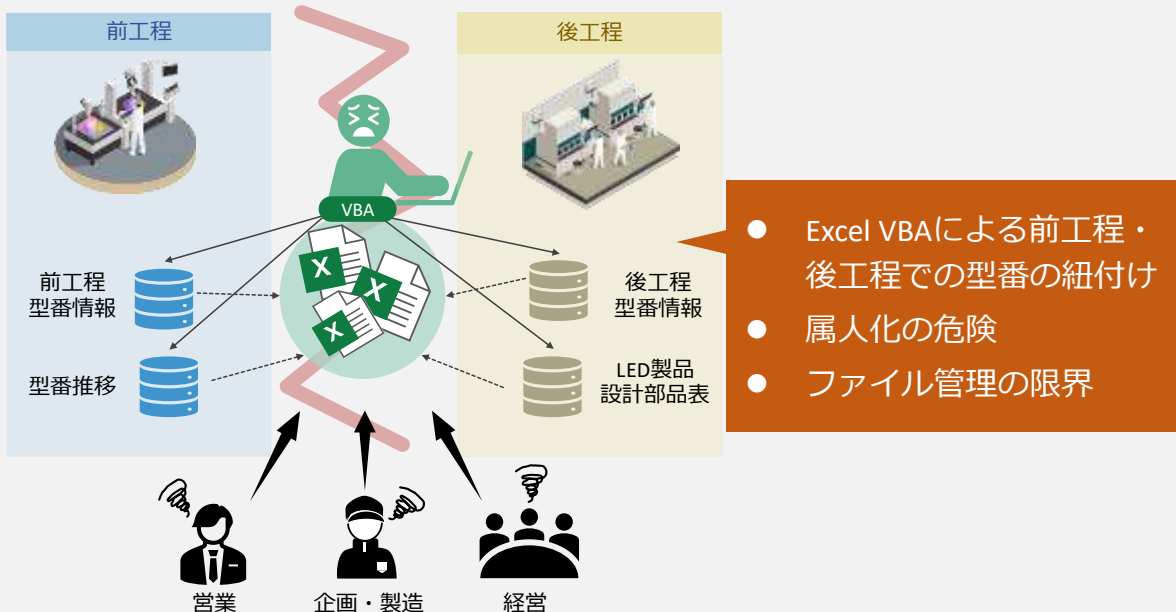 前工程
後工程
VBA
X
X
X
前工程
型番情報
型番推移
後工程
型番情報
LED製品
設計部品表
● Excel VBAによる前工程・
後工程での型番の紐付け
● 属人化の危険
● ファイル管理の限界
営業
企画・製造
経営